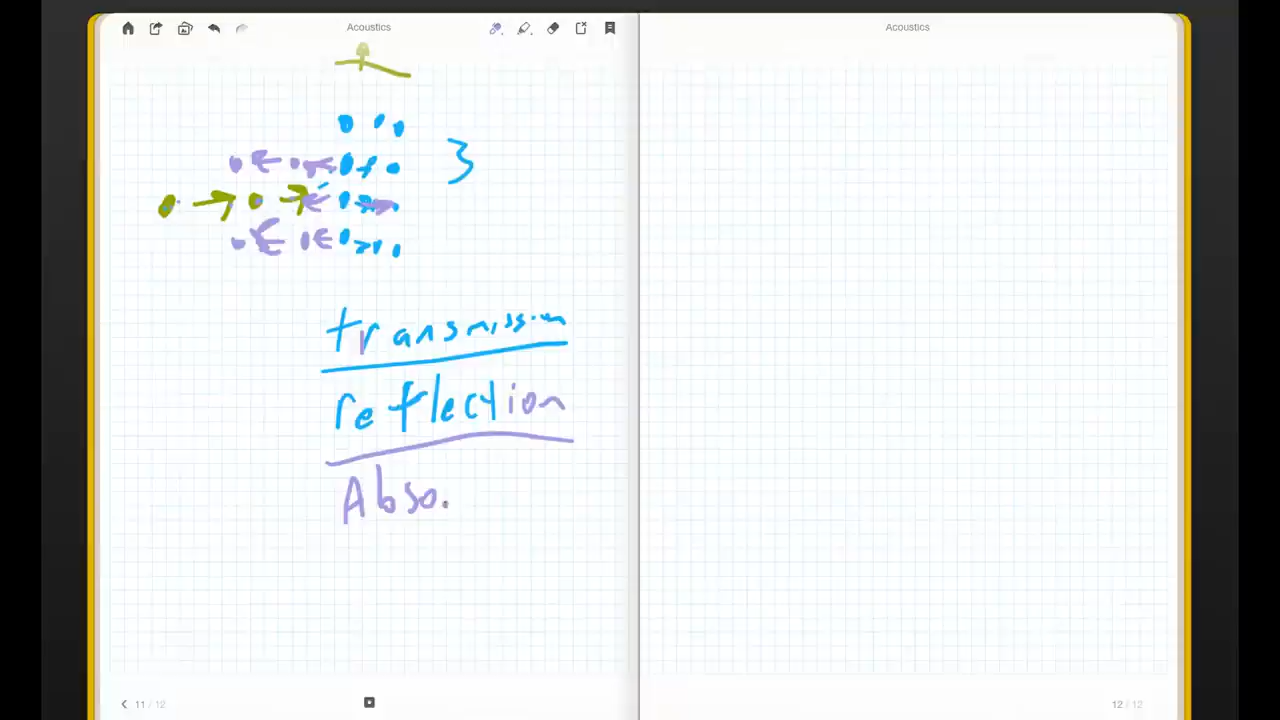 Acoustics
Acoustics
3
transmission
reflection
Abso.
11 / 12
12 / 12